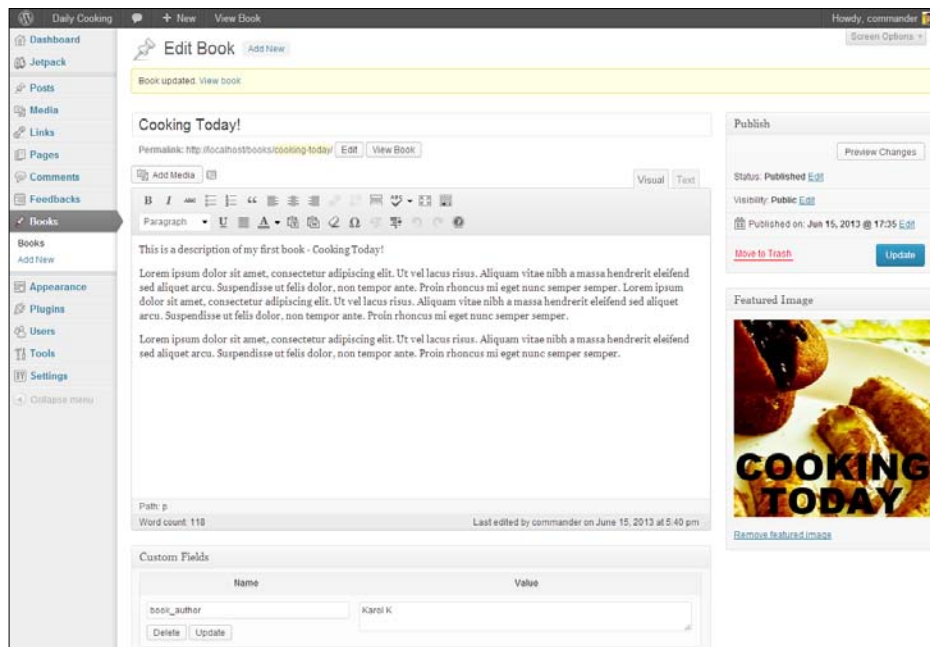 Daily Cooking + New View Book Howdy, commander
Screen Options
Dashboard
Jetpack
Posts
Media
Links
Pages
Comments
Feedbacks
Books
Books
Add New
Appearance
Plugins
Users
Tools
Settings
Collapse menu
Edit Book Add New
Book updated. View book
Cooking Today!
Permalink: http://localhost/books/cooking-today/ Edit View Book
Add Media Visual Text
B I ABC
Paragraph U A Ω
This is a description of my first book - Cooking Today!
Lorem ipsum dolor sit amet, consectetur adipiscing elit. Ut vel lacus risus. Aliquam vitae nibh a massa hendrerit eleifend
sed aliquet arcu. Suspendisse ut felis dolor, non tempor ante. Proin rhoncus mi eget nunc semper semper. Lorem ipsum
dolor sit amet, consectetur adipiscing elit. Ut vel lacus risus. Aliquam vitae nibh a massa hendrerit eleifend sed aliquet
arcu. Suspendisse ut felis dolor, non tempor ante. Proin rhoncus mi eget nunc semper semper.
Lorem ipsum dolor sit amet, consectetur adipiscing elit. Ut vel lacus risus. Aliquam vitae nibh a massa hendrerit eleifend
sed aliquet arcu. Suspendisse ut felis dolor, non tempor ante. Proin rhoncus mi eget nunc semper semper.
Path: p
Word count: 118 Last edited by commander on June 15, 2013 at 5:40 pm
Custom Fields
Name Value
book_author Karol K
Delete Update
Publish
Preview Changes
Status: Published Edit
Visibility: Public Edit
Published on: Jun 15, 2013 @ 17:35 Edit
Move to Trash Update
Featured Image
COOKING
TODAY
Remove featured image